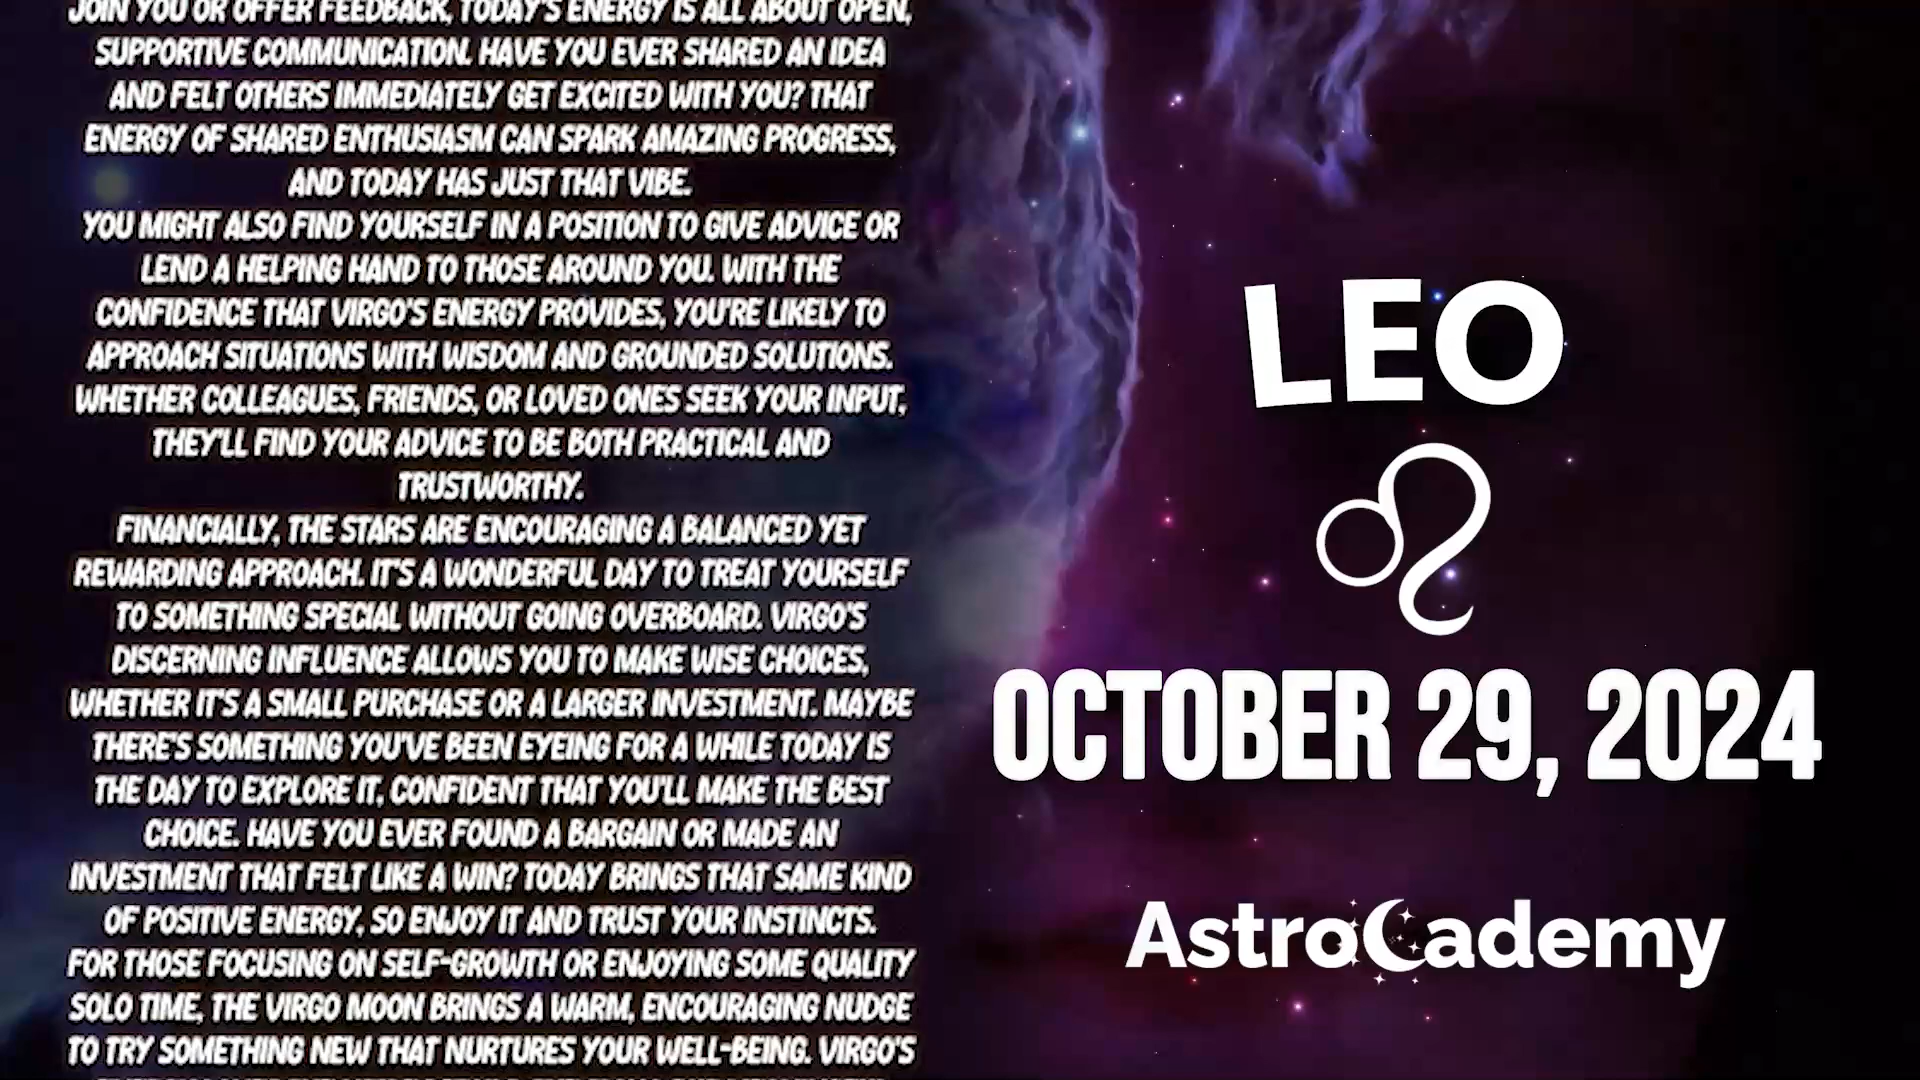 JOIN YOU OR OFFER FEEDBACK, TODAY'S ENERGY IS ALL ABOUT OPEN,
SUPPORTIVE COMMUNICATION. HAVE YOU EVER SHARED AN IDEA
AND FELT OTHERS IMMEDIATELY GET EXCITED WITH YOU? THAT
ENERGY OF SHARED ENTHUSIASM CAN SPARK AMAZING PROGRESS,
AND TODAY HAS JUST THAT VIBE.
YOU MIGHT ALSO FIND YOURSELF IN A POSITION TO GIVE ADVICE OR
LEND A HELPING HAND TO THOSE AROUND YOU. WITH THE
CONFIDENCE THAT VIRGO'S ENERGY PROVIDES, YOU'RE LIKELY TO
APPROACH SITUATIONS WITH WISDOM AND GROUNDED SOLUTIONS.
WHETHER COLLEAGUES, FRIENDS, OR LOVED ONES SEEK YOUR INPUT,
THEY'LL FIND YOUR ADVICE TO BE BOTH PRACTICAL AND
TRUSTWORTHY.
FINANCIALLY, THE STARS ARE ENCOURAGING A BALANCED YET
REWARDING APPROACH. IT'S A WONDERFUL DAY TO TREAT YOURSELF
TO SOMETHING SPECIAL WITHOUT GOING OVERBOARD. VIRGO'S
DISCERNING INFLUENCE ALLOWS YOU TO MAKE WISE CHOICES,
WHETHER IT'S A SMALL PURCHASE OR A LARGER INVESTMENT. MAYBE
THERE'S SOMETHING YOU'VE BEEN EYEING FOR A WHILE TODAY IS
THE DAY TO EXPLORE IT, CONFIDENT THAT YOU'LL MAKE THE BEST
CHOICE. HAVE YOU EVER FOUND A BARGAIN OR MADE AN
INVESTMENT THAT FELT LIKE A WIN? TODAY BRINGS THAT SAME KIND
OF POSITIVE ENERGY, SO ENJOY IT AND TRUST YOUR INSTINCTS.
FOR THOSE FOCUSING ON SELF-GROWTH OR ENJOYING SOME QUALITY
SOLO TIME, THE VIRGO MOON BRINGS A WARM, ENCOURAGING NUDGE
TO TRY SOMETHING NEW THAT NURTURES YOUR WELL-BEING. VIRGO'S
LEO
OCTOBER 29, 2024
AstroCademy